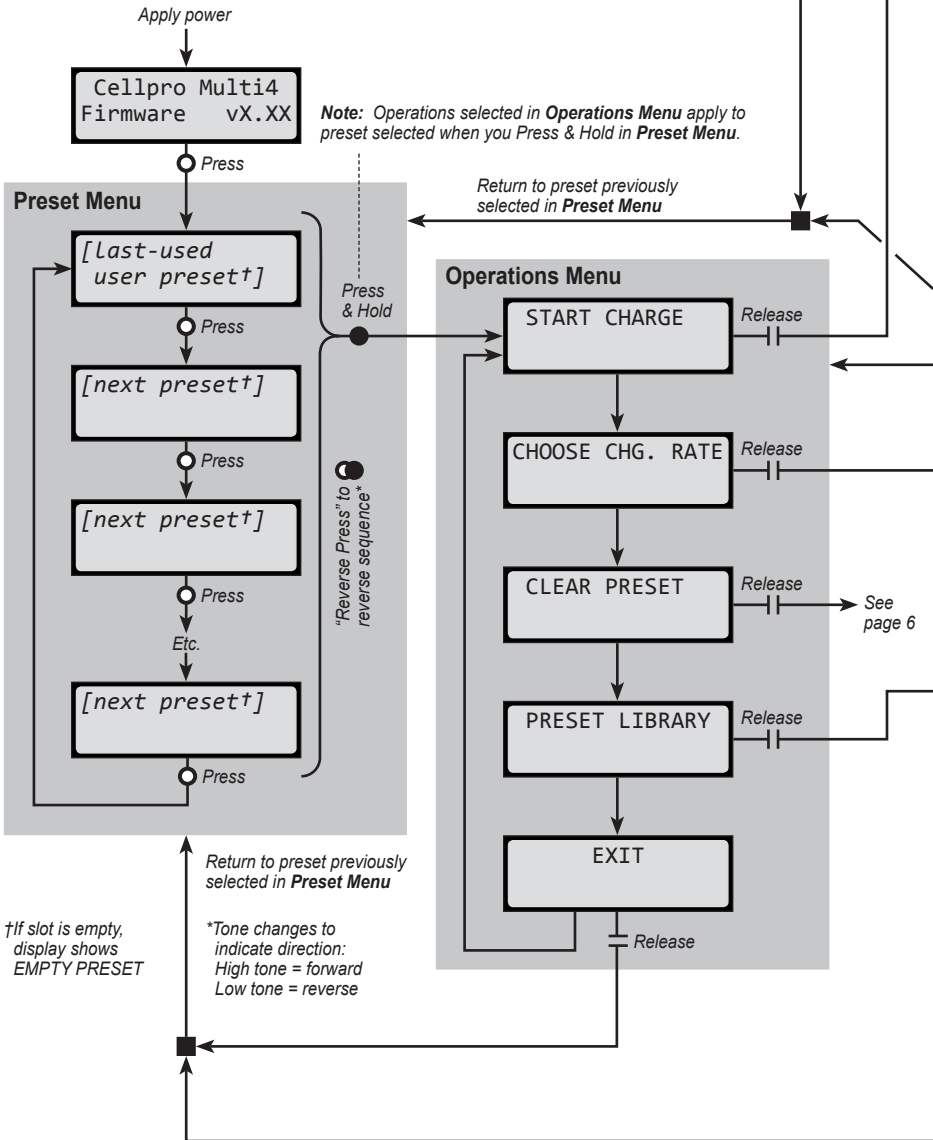 Apply power
Cellpro Multi4
Firmware vX.XX
Press
Note: Operations selected in Operations Menu apply to
preset selected when you Press & Hold in Preset Menu.
Return to preset previously
selected in Preset Menu
Preset Menu
[last-used
user preset†]
Press
[next preset†]
Press
[next preset†]
Press
Etc.
[next preset†]
Press
Press
& Hold
"Reverse Press" to
reverse sequence*
Operations Menu
START CHARGE
Release
CHOOSE CHG. RATE
Release
CLEAR PRESET
Release
See
page 6
PRESET LIBRARY
Release
EXIT
Release
Return to preset previously
selected in Preset Menu
†If slot is empty,
display shows
EMPTY PRESET
*Tone changes to
indicate direction:
High tone = forward
Low tone = reverse